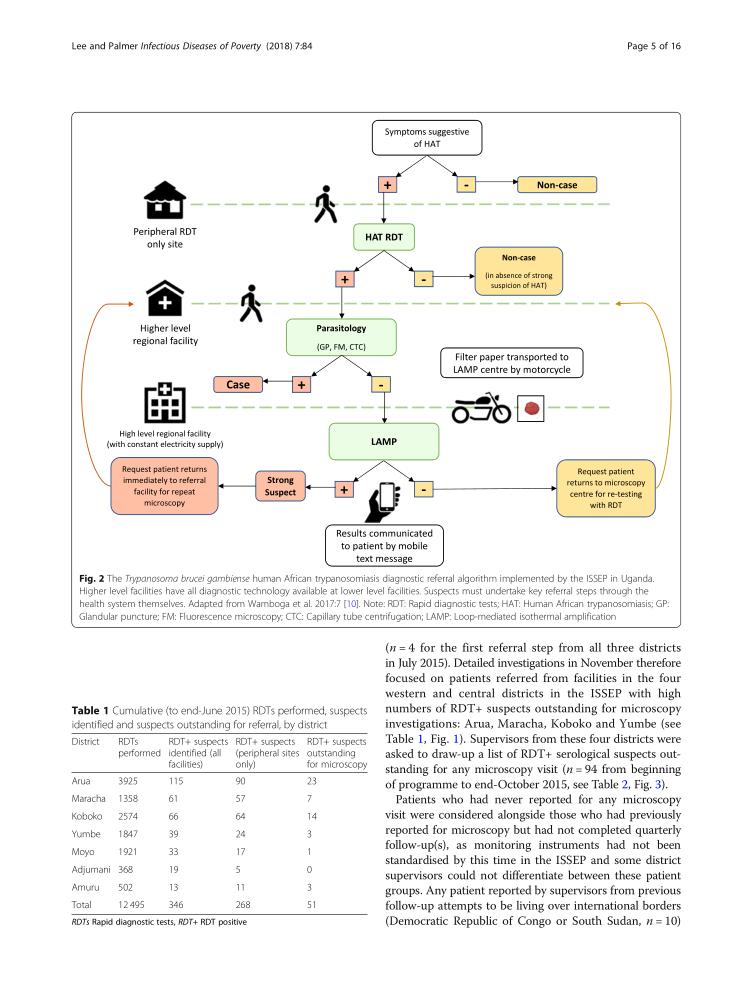 Lee and Palmer Infectious Diseases of Poverty (2018) 7:84
Page 5 of 16
Symptoms suggestive
of HAT
+
-
Non-case
Peripheral RDT
only site
HAT RDT
Non-case
(in absence of strong
suspicion of HAT)
+
-
Higher level
regional facility
Parasitology
(GP, FM, CTC)
Filter paper transported to
LAMP centre by motorcycle
Case
+
-
High level regional facility
(with constant electricity supply)
LAMP
Request patient returns
immediately to referral
facility for repeat
microscopy
Strong
Suspect
+
-
Request patient
returns to microscopy
centre for re-testing
with RDT
Results communicated
to patient by mobile
text message
Fig. 2 The Trypanosoma brucei gambiense human African trypanosomiasis diagnostic referral algorithm implemented by the ISSEP in Uganda.
Higher level facilities have all diagnostic technology available at lower level facilities. Suspects must undertake key referral steps through the
health system themselves. Adapted from Wamboga et al. 2017:7 [10]. Note: RDT: Rapid diagnostic tests; HAT: Human African trypanosomiasis; GP:
Glandular puncture; FM: Fluorescence microscopy; CTC: Capillary tube centrifugation; LAMP: Loop-mediated isothermal amplification
Table 1 Cumulative (to end-June 2015) RDTs performed, suspects
identified and suspects outstanding for referral, by district
District RDTs RDT+ suspects RDT+ suspects RDT+ suspects
performed identified (all (peripheral sites outstanding
facilities) only) for microscopy
Arua 3925 115 90 23
Maracha 1358 61 57 7
Koboko 2574 66 64 14
Yumbe 1847 39 24 3
Moyo 1921 33 17 1
Adjumani 368 19 5 0
Amuru 502 13 11 3
Total 12 495 346 268 51
RDTs Rapid diagnostic tests, RDT+ RDT positive
(n = 4 for the first referral step from all three districts
in July 2015). Detailed investigations in November therefore
focused on patients referred from facilities in the four
western and central districts in the ISSEP with high
numbers of RDT+ suspects outstanding for microscopy
investigations: Arua, Maracha, Koboko and Yumbe (see
Table 1, Fig. 1). Supervisors from these four districts were
asked to draw-up a list of RDT+ serological suspects out-
standing for any microscopy visit (n = 94 from beginning
of programme to end-October 2015, see Table 2, Fig. 3).
Patients who had never reported for any microscopy
visit were considered alongside those who had previously
reported for microscopy but had not completed quarterly
follow-up(s), as monitoring instruments had not been
standardised by this time in the ISSEP and some district
supervisors could not differentiate between these patient
groups. Any patient reported by supervisors from previous
follow-up attempts to be living over international borders
(Democratic Republic of Congo or South Sudan, n = 10)